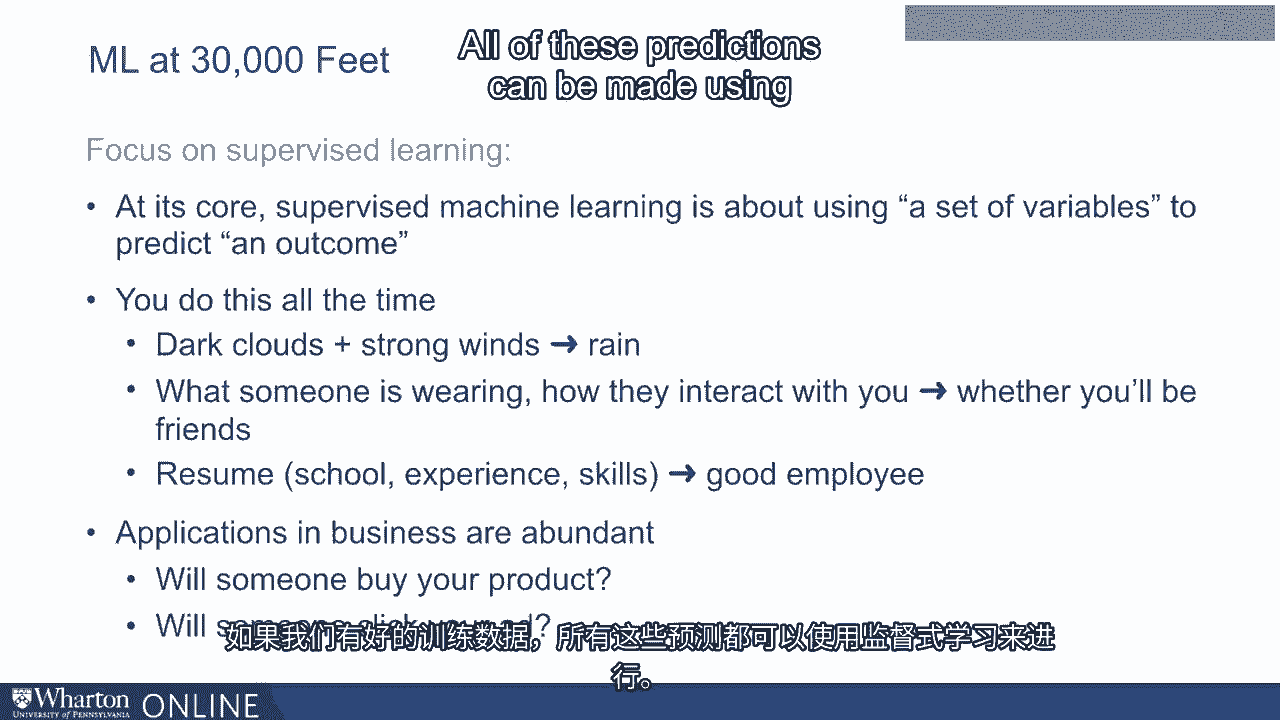 ML at 30,000 Feet
All of these predictions
can be made using
Focus on supervised learning:
• At its core, supervised machine learning is about using “a set of variables” to
predict “an outcome”
• You do this all the time
• Dark clouds + strong winds ➜ rain
• What someone is wearing, how they interact with you ➜ whether you’ll be
friends
• Resume (school, experience, skills) ➜ good employee
• Applications in business are abundant
• Will someone buy your product?
• Will ?
如果我们有好的训练数据，所有这些预测都可以使用监督式学习来进
行。
Wharton ONLINE
UNIVERSITY of PENNSYLVANIA